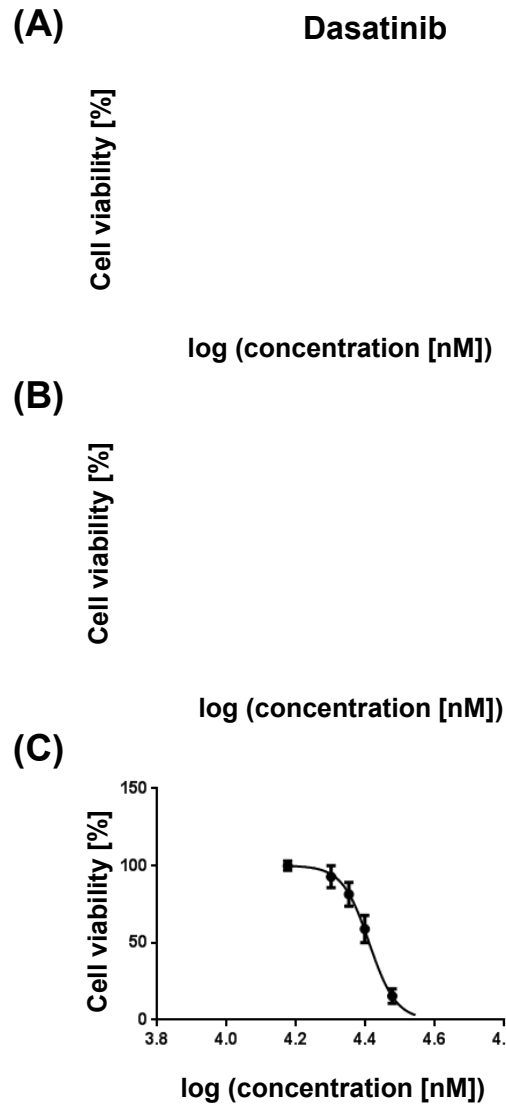 (A)
Dasatinib
Cell viability [%]
log (concentration [nM])
(B)
Cell viability [%]
log (concentration [nM])
(C)
150
100
50
0
Cell viability [%]
3.8 4.0 4.2 4.4 4.6 4.
log (concentration [nM])